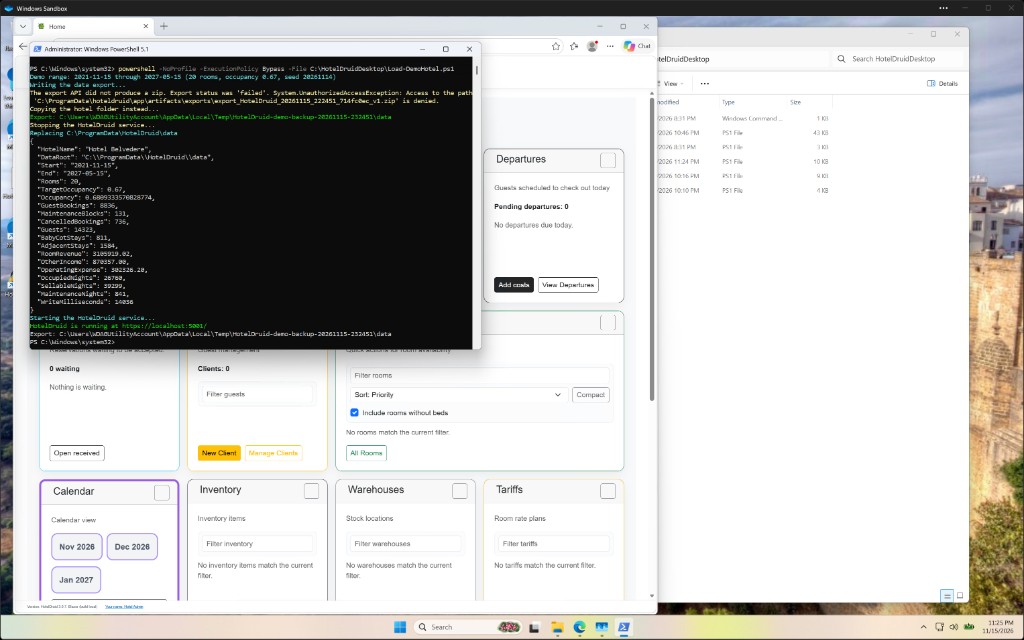 Windows Sandbox
Home
Chat
Administrator: Windows PowerShell 5.1
PS C:\Windows\system32> powershell -NoProfile -ExecutionPolicy Bypass -File C:\HotelDruidDesktop\Load-DemoHotel.ps1
Demo range: 2021-11-15 through 2027-05-15 (20 rooms, occupancy 0.67, seed 20261114)
Writing the data export...
The export API did not produce a zip. Export status was 'failed'. System.UnauthorizedAccessException: Access to the path
'C:\ProgramData\hoteldruid\app\artifacts\exports\export_HotelDruid_20261115_222451_714fc0ec_v1.zip' is denied.
Copying the hotel folder instead...
Export: C:\Users\WDAGUtilityAccount\AppData\Local\Temp\HotelDruid-demo-backup-20261115-232451\data
Stopping the HotelDruid service...
Replacing C:\ProgramData\HotelDruid\data
{
"HotelName": "Hotel Belvedere",
"DataRoot": "C:\\ProgramData\\HotelDruid\\data",
"Start": "2021-11-15",
"End": "2027-05-15",
"Rooms": 20,
"TargetOccupancy": 0.67,
"Occupancy": 0.6809333570828774,
"GuestBookings": 8836,
"MaintenanceBlocks": 131,
"CancelledBookings": 736,
"Guests": 14323,
"BabyCotStays": 811,
"AdjacentStays": 1584,
"RoomRevenue": 3105919.02,
"OtherIncome": 870357.00,
"OperatingExpense": 302328.20,
"OccupiedNights": 26760,
"SellableNights": 39299,
"MaintenanceNights": 841,
"WriteMilliseconds": 14036
}
Starting the HotelDruid service...
HotelDruid is running at https://localhost:5001/
Export: C:\Users\WDAGUtilityAccount\AppData\Local\Temp\HotelDruid-demo-backup-20261115-232451\data
PS C:\Windows\system32>
Departures
Guests scheduled to check out today
Pending departures: 0
No departures due today.
Add costs
View Departures
0 waiting
Nothing is waiting.
Open received
Clients: 0
Filter guests
New Client
Manage Clients
Filter rooms
Sort: Priority
Compact
Include rooms without beds
No rooms match the current filter.
All Rooms
Calendar
Calendar view
Nov 2026
Dec 2026
Jan 2027
Inventory
Inventory items
Filter inventory
No inventory items match the current
filter.
Warehouses
Stock locations
Filter warehouses
No warehouses match the current
filter.
Tariffs
Room rate plans
Filter tariffs
No tariffs match the current filter.
telDruidDesktop
Search HotelDruidDesktop
View
Details
odified
Type
Size
/2026 8:31 PM
Windows Command ...
1 KB
/2026 10:46 PM
PS1 File
43 KB
/2026 8:31 PM
PS1 File
3 KB
/2026 11:24 PM
PS1 File
10 KB
/2026 10:16 PM
PS1 File
9 KB
/2026 10:10 PM
PS1 File
4 KB
Search
11:25 PM
11/15/2026